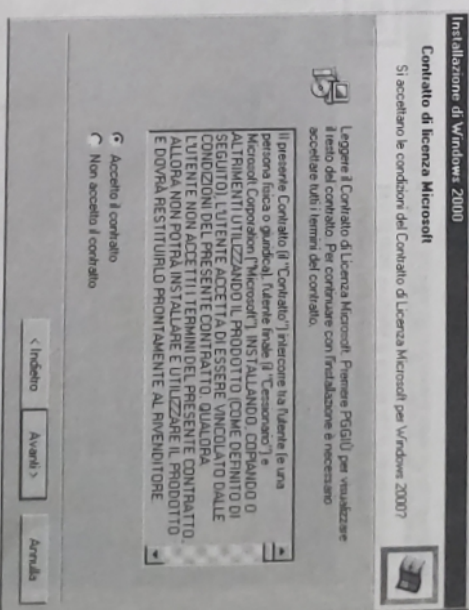 Installazione di Windows 2000
Contratto di licenza Microsoft
Si accettano le condizioni del Contratto di Licenza Microsoft per Windows 2000?
Leggere il Contratto di Licenza Microsoft. Premere PGGIÙ per visualizzare
il resto del contratto. Per continuare con l'installazione è necessario
accettare tutti i termini del contratto.
Il presente Contratto (il "Contratto") intercorre tra l'utente (e una
persona fisica o giuridica), l'utente finale (il "Cessionario") e
Microsoft Corporation ("Microsoft"). INSTALLANDO, COPIANDO O
ALTRIMENTI UTILIZZANDO IL PRODOTTO (COME DEFINITO DI
SEGUITO), L'UTENTE ACCETTA DI ESSERE VINCOLATO DALLE
CONDIZIONI DEL PRESENTE CONTRATTO. QUALORA
L'UTENTE NON ACCETTI I TERMINI DEL PRESENTE CONTRATTO,
ALLORA NON POTRÀ INSTALLARE E UTILIZZARE IL PRODOTTO
E DOVRÀ RESTITUIRLO PRONTAMENTE AL RIVENDITORE
Accetto il contratto
Non accetto il contratto
< Indietro
Avanti >
Annulla